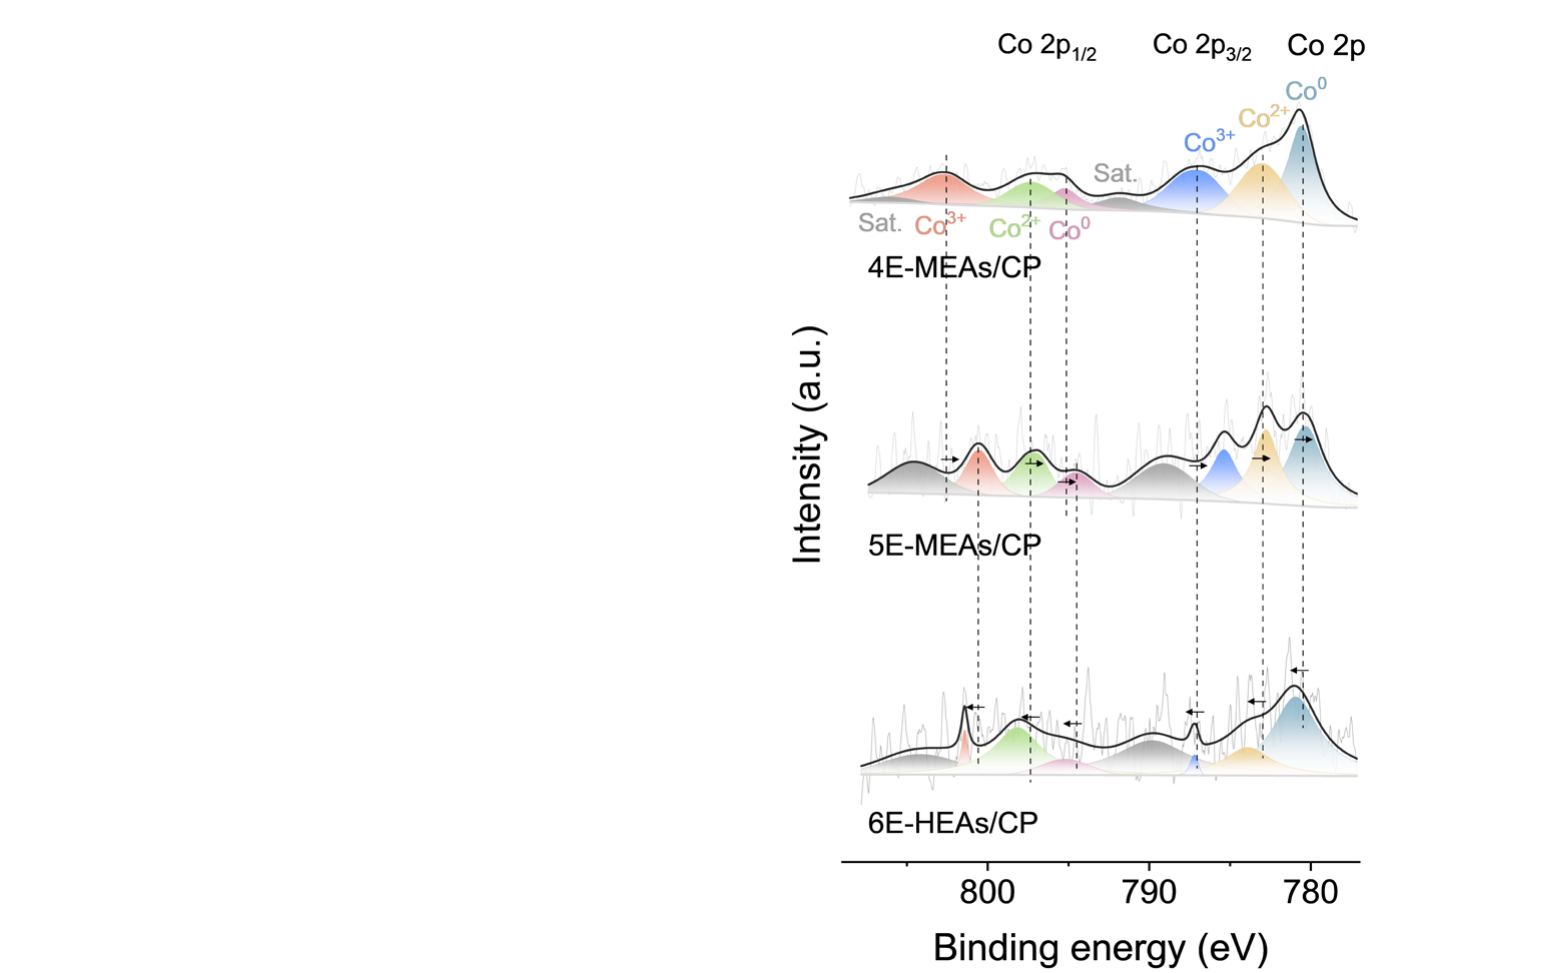 Co 2p1/2 Co 2p3/2 Co 2p
Co0
Co2+
Co3+
Sat.
Sat. Co3+ Co2+ Co0
4E-MEAs/CP
Intensity (a.u.)
5E-MEAs/CP
6E-HEAs/CP
800 790 780
Binding energy (eV)